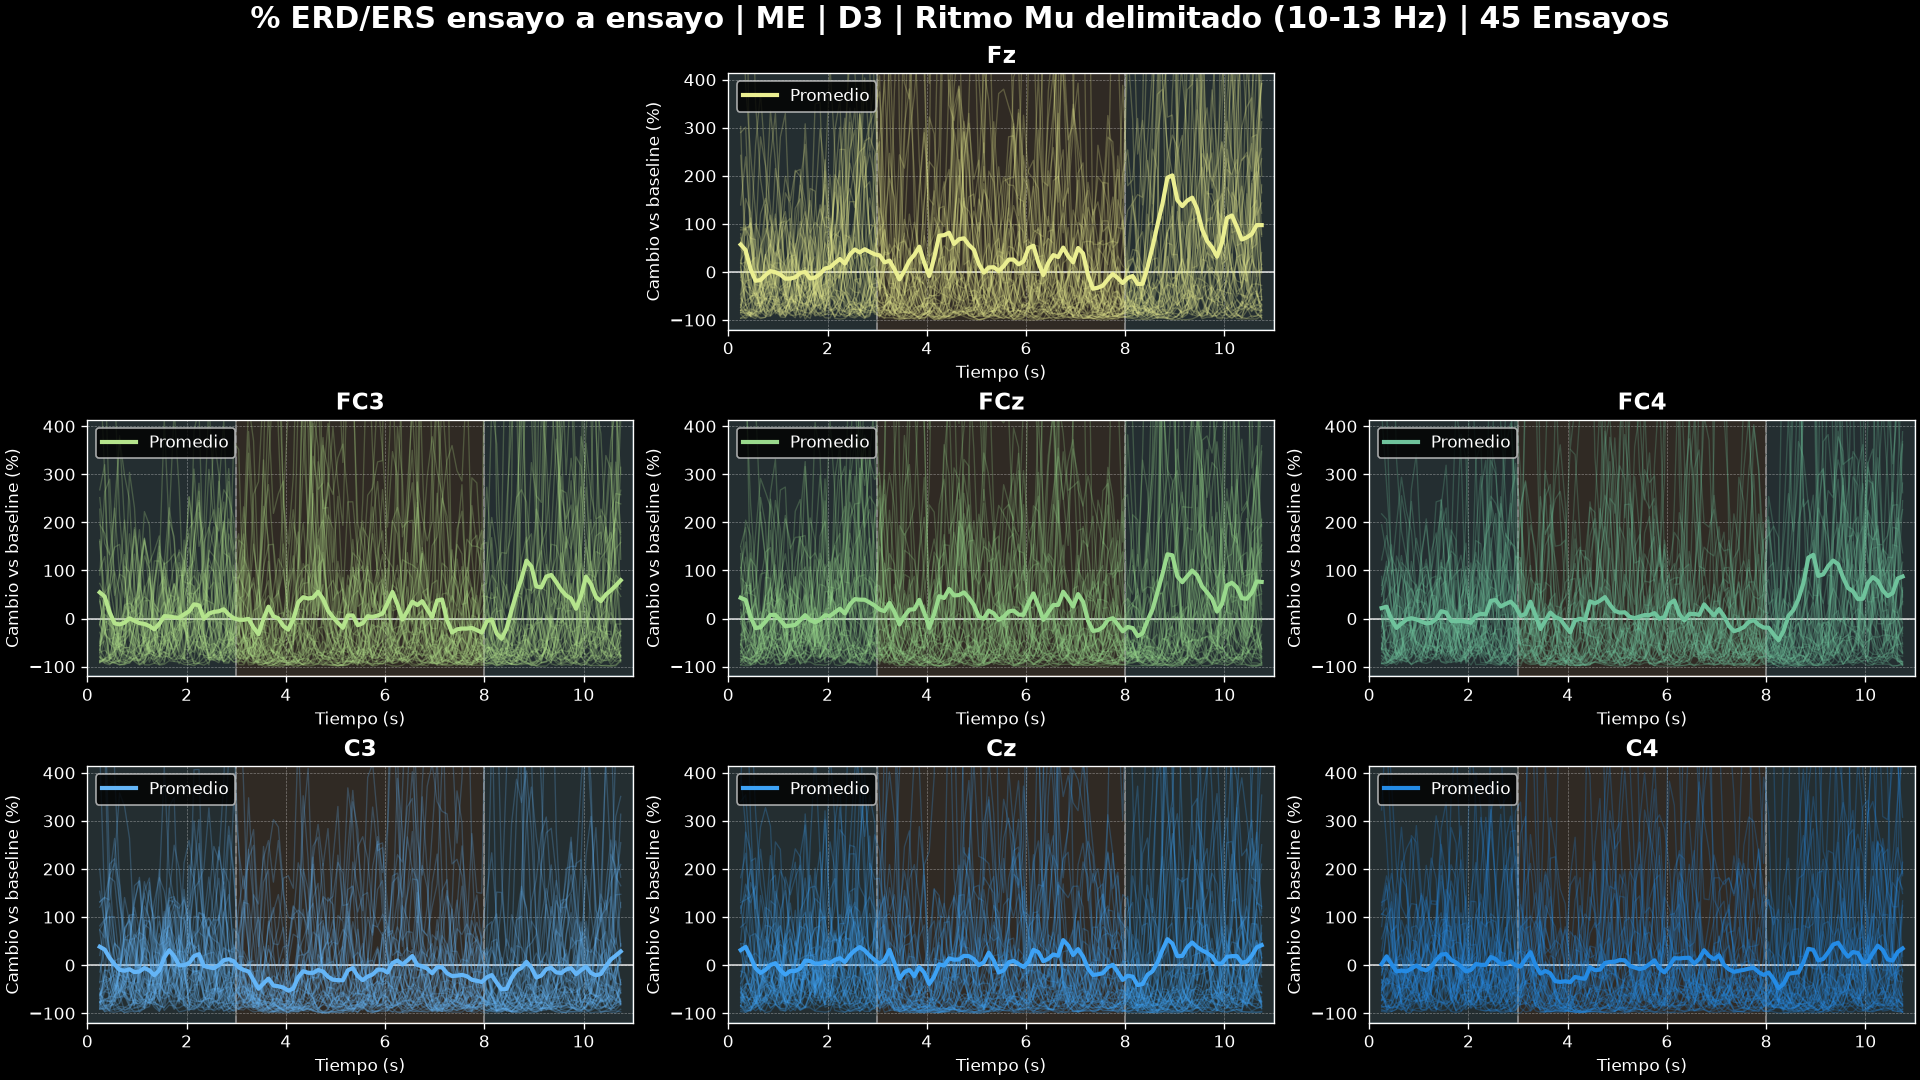 % ERD/ERS ensayo a ensayo | ME | D3 | Ritmo Mu delimitado (10-13 Hz) | 45 Ensayos
Fz
Cambio vs baseline (%)
400
300
200
100
0
−100
Promedio
0 2 4 6 8 10
Tiempo (s)
FC3
Cambio vs baseline (%)
400
300
200
100
0
−100
Promedio
0 2 4 6 8 10
Tiempo (s)
FCz
Cambio vs baseline (%)
400
300
200
100
0
−100
Promedio
0 2 4 6 8 10
Tiempo (s)
FC4
Cambio vs baseline (%)
400
300
200
100
0
−100
Promedio
0 2 4 6 8 10
Tiempo (s)
C3
Cambio vs baseline (%)
400
300
200
100
0
−100
Promedio
0 2 4 6 8 10
Tiempo (s)
Cz
Cambio vs baseline (%)
400
300
200
100
0
−100
Promedio
0 2 4 6 8 10
Tiempo (s)
C4
Cambio vs baseline (%)
400
300
200
100
0
−100
Promedio
0 2 4 6 8 10
Tiempo (s)